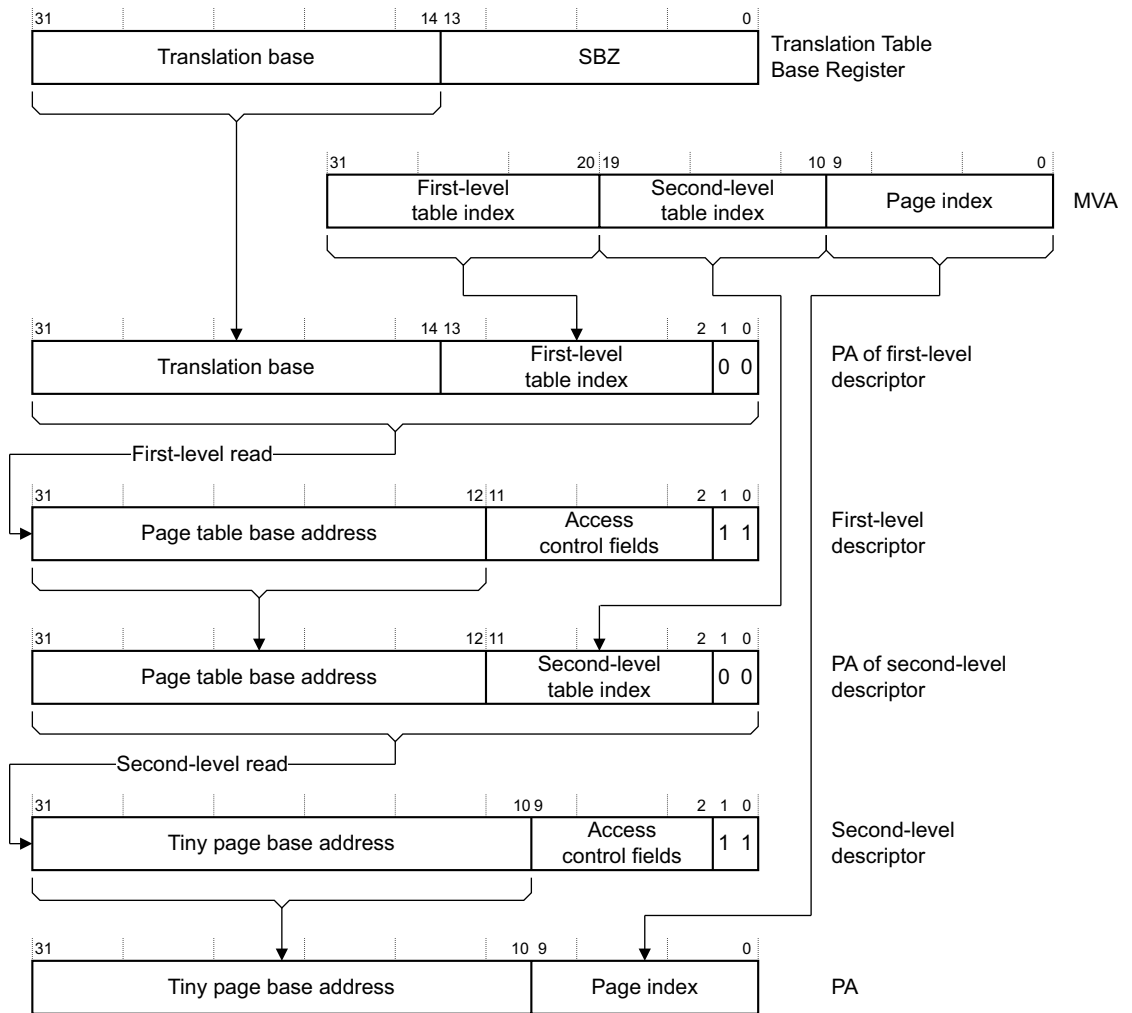 31 14 13 0
Translation base SBZ Translation Table
Base Register
31 20 19 10 9 0
First-level Second-level Page index MVA
table index table index
31 14 13 2 1 0
Translation base First-level 0 0 PA of first-level
table index descriptor
First-level read
31 12 11 2 1 0
Page table base address Access 1 1 First-level
control fields descriptor
31 12 11 2 1 0
Page table base address Second-level 0 0 PA of second-level
table index descriptor
Second-level read
31 10 9 2 1 0
Tiny page base address Access 1 1 Second-level
control fields descriptor
31 10 9 0
Tiny page base address Page index PA